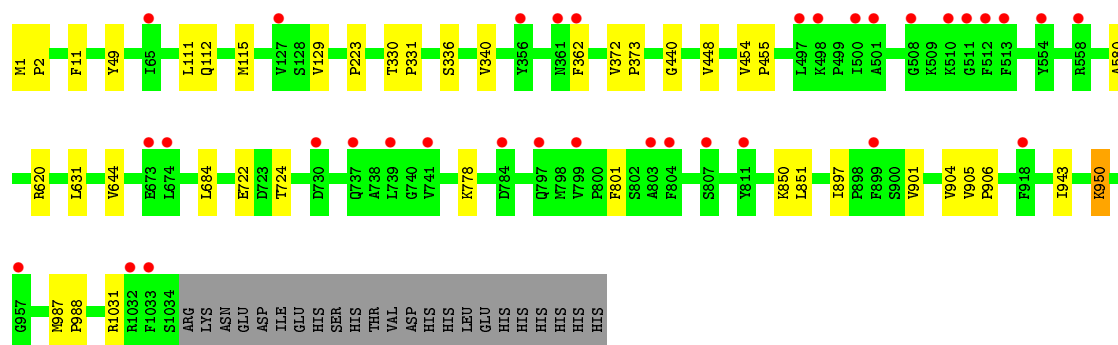 M1 P2 F11 Y49 I65 L111 Q112 M115 V127 S128 V129 P223 T330 P331 S336 V340 Y356 N361 F362 V372 P373 G440 V448 V454 P455 L497 K498 P499 I500 A501 G508 K509 K510 G511 F512 F513 Y554 R558 A580
R620 L631 V644 E673 L674 L684 E722 D723 T724 D730 Q737 A738 L739 G740 V741 K778 D784 Q797 M798 V799 P800 F801 S802 A803 F804 S807 Y811 K850 L851 I897 P898 F899 S900 V901 V904 V905 P906 F918 I943 K950
G957 M987 P988 R1031 R1032 F1033 S1034 ARG LYS ASN GLU ASP ILE GLU HIS SER HIS THR VAL ASP HIS HIS LEU GLU HIS HIS HIS HIS HIS HIS